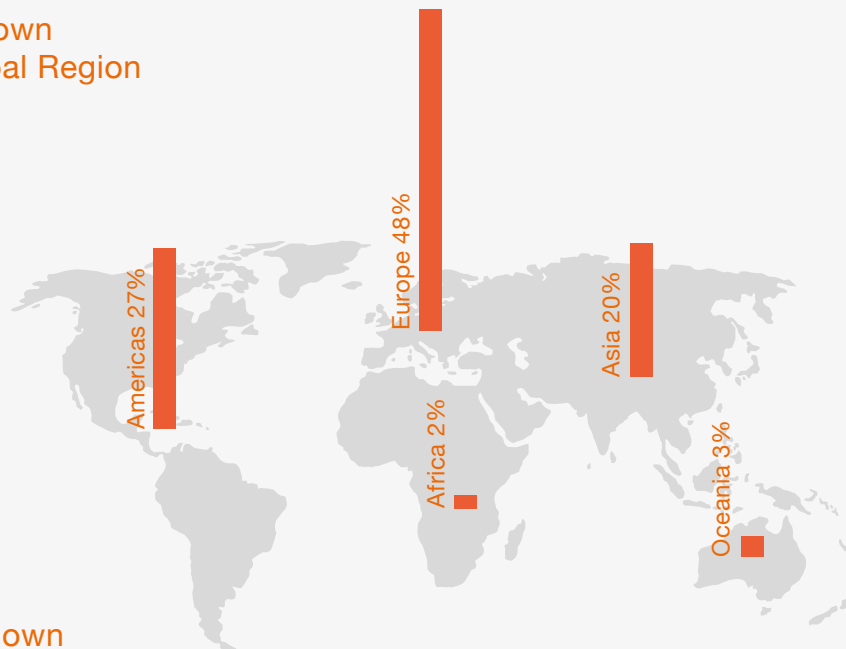 own
al Region
Europe 48%
Americas 27%
Asia 20%
Africa 2%
Oceania 3%
own